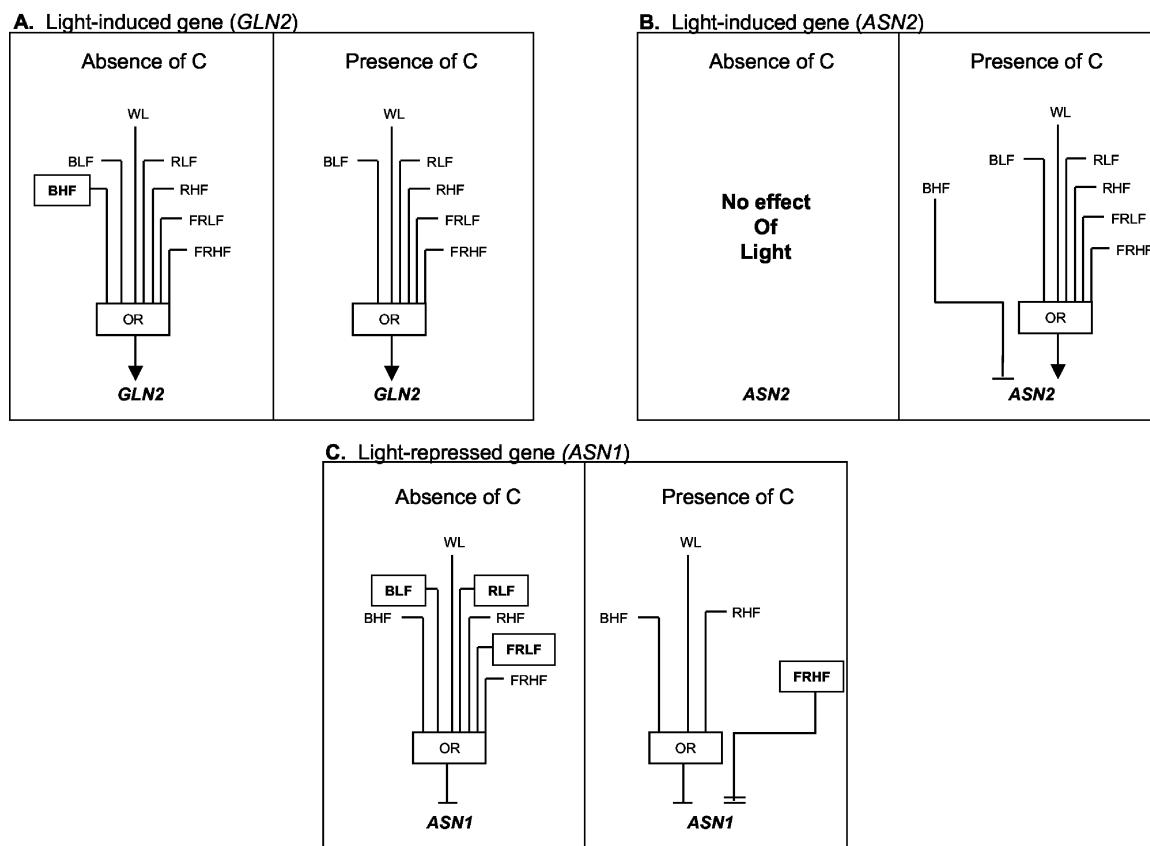 A. Light-induced gene (GLN2)
Absence of C
Presence of C
WL
BLF
RLF
BHF
RHF
FRLF
FRHF
OR
GLN2
WL
BLF
RLF
RHF
FRLF
FRHF
OR
GLN2
B. Light-induced gene (ASN2)
Absence of C
Presence of C
No effect
Of
Light
ASN2
WL
BLF
RLF
BHF
RHF
FRLF
FRHF
OR
ASN2
C. Light-repressed gene (ASN1)
Absence of C
Presence of C
WL
BLF
RLF
BHF
RHF
FRLF
FRHF
OR
ASN1
WL
BHF
RHF
FRHF
OR
ASN1